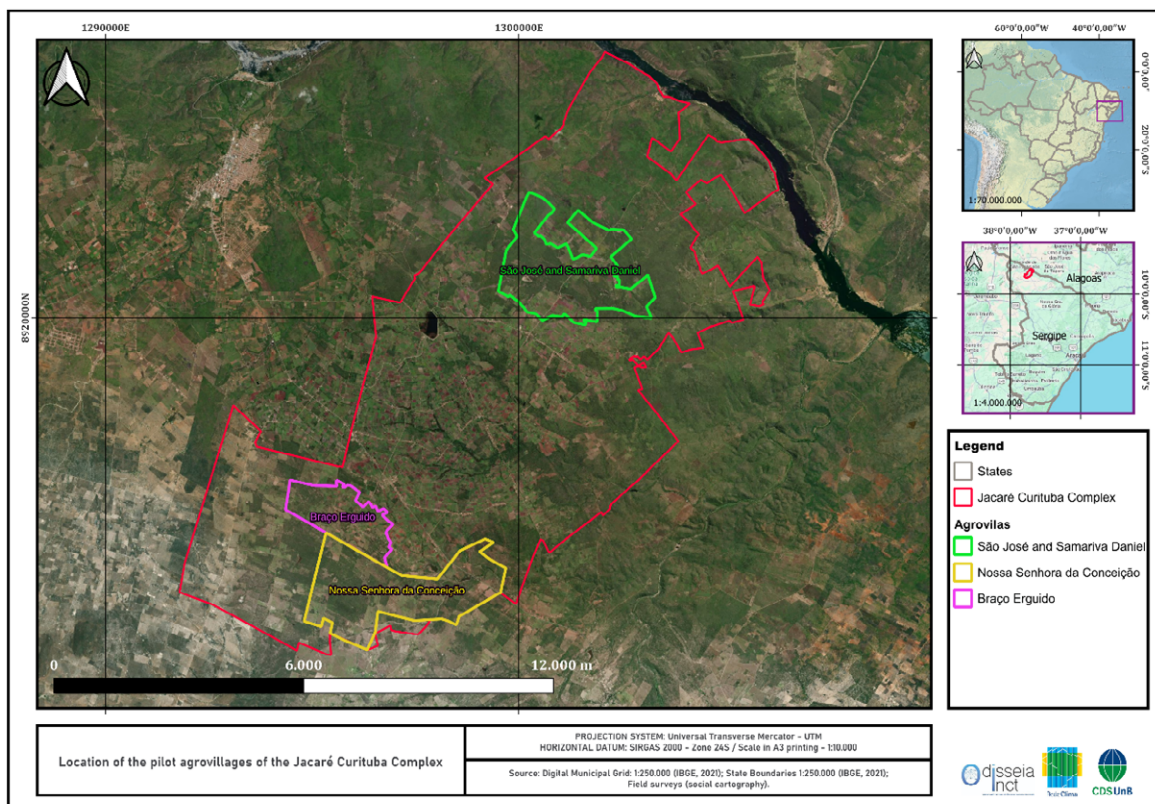 1290000E
1300000E
8520000N
São José and Samariva Daniel
Braço Erguido
Nossa Senhora da Conceição
0
6.000
12.000 m
60°0'0,00"W
40°0'0,00"W
0°0'0,00"
20°0'0,00"S
1:70.000.000
38°0'0,00"W
37°0'0,00"W
10°0'0,00"S
11°0'0,00"S
Alagoas
Sergipe
1:4.000.000
Legend
States
Jacaré Curituba Complex
Agrovilas
São José and Samariva Daniel
Nossa Senhora da Conceição
Braço Erguido
Location of the pilot agrovillages of the Jacaré Curituba Complex
PROJECTION SYSTEM: Universal Transverse Mercator - UTM
HORIZONTAL DATUM: SIRGAS 2000 - Zone 24S / Scale in A3 printing - 1:10.000
Source: Digital Municipal Grid: 1:250.000 (IBGE, 2021); State Boundaries 1:250.000 (IBGE, 2021);
Field surveys (social cartography).
Odisseia
inct
CDSUnB